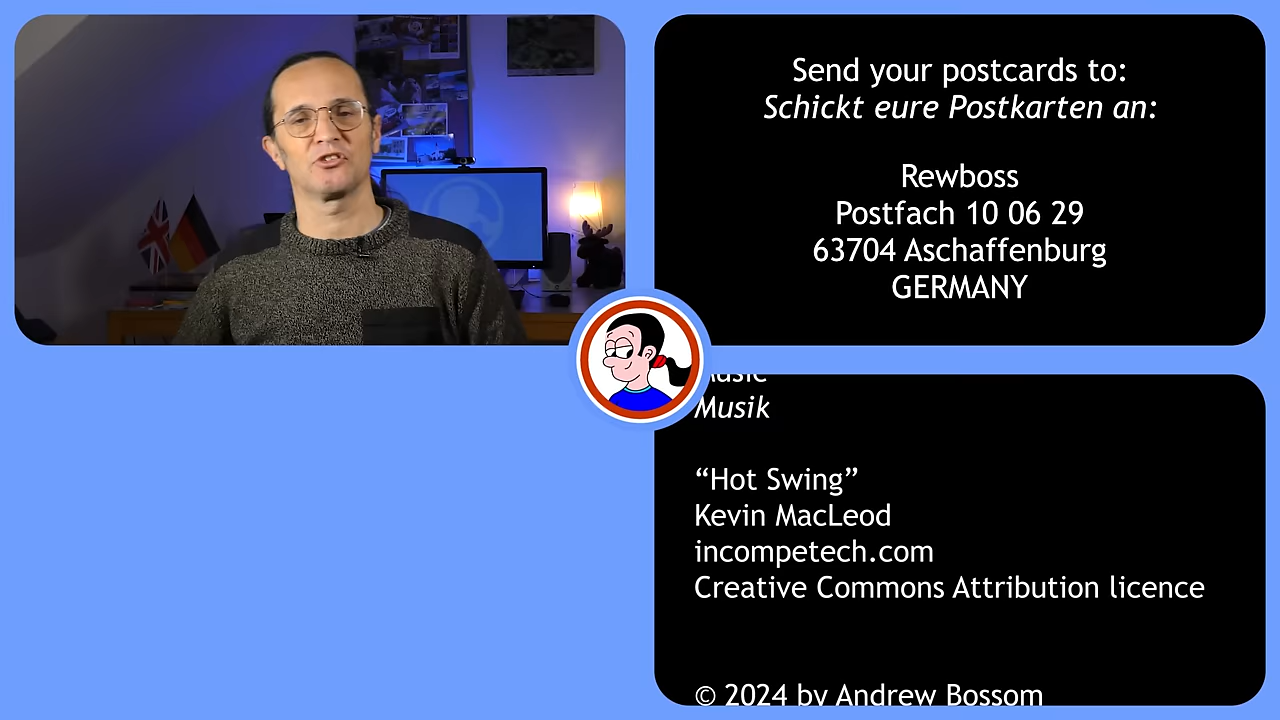 Send your postcards to:
Schickt eure Postkarten an:
Rewboss
Postfach 10 06 29
63704 Aschaffenburg
GERMANY
Music
Musik
“Hot Swing”
Kevin MacLeod
incompetech.com
Creative Commons Attribution licence
© 2024 by Andrew Bossom